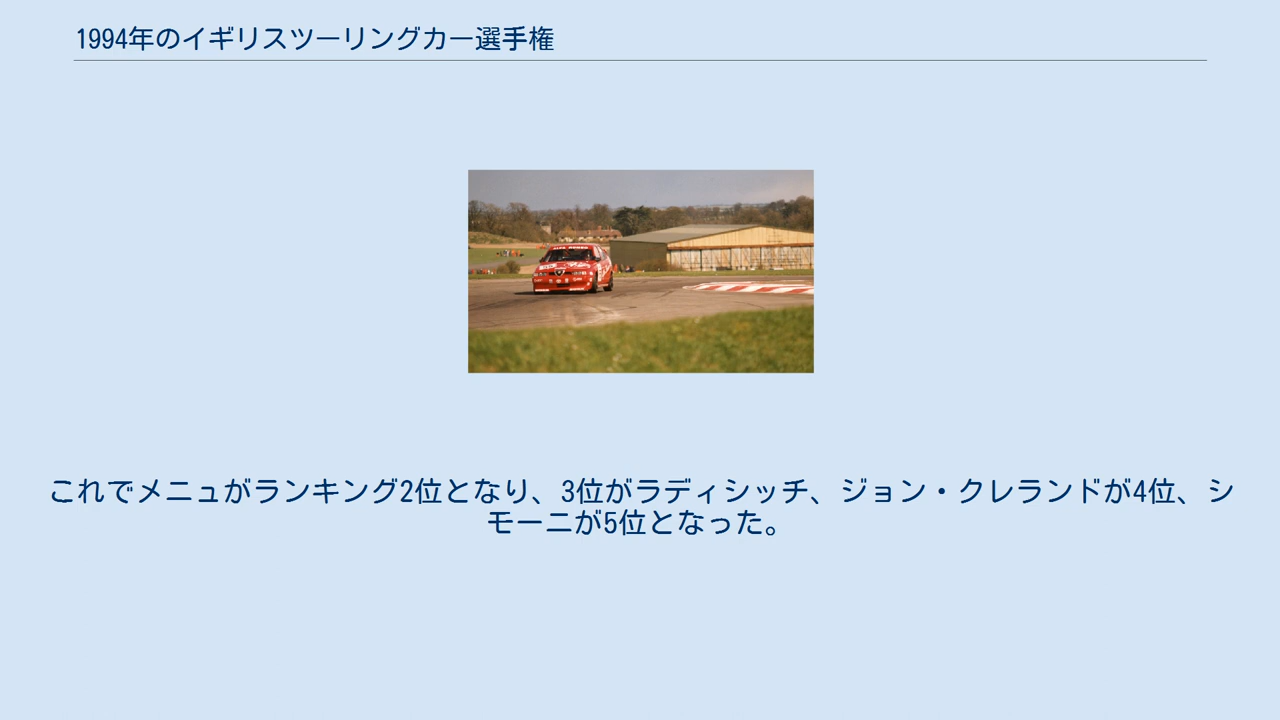 1994年のイギリスツーリングカー選手権
これでメニュがランキング2位となり、3位がラディシッチ、ジョン・クレランドが4位、シ
モーニが5位となった。